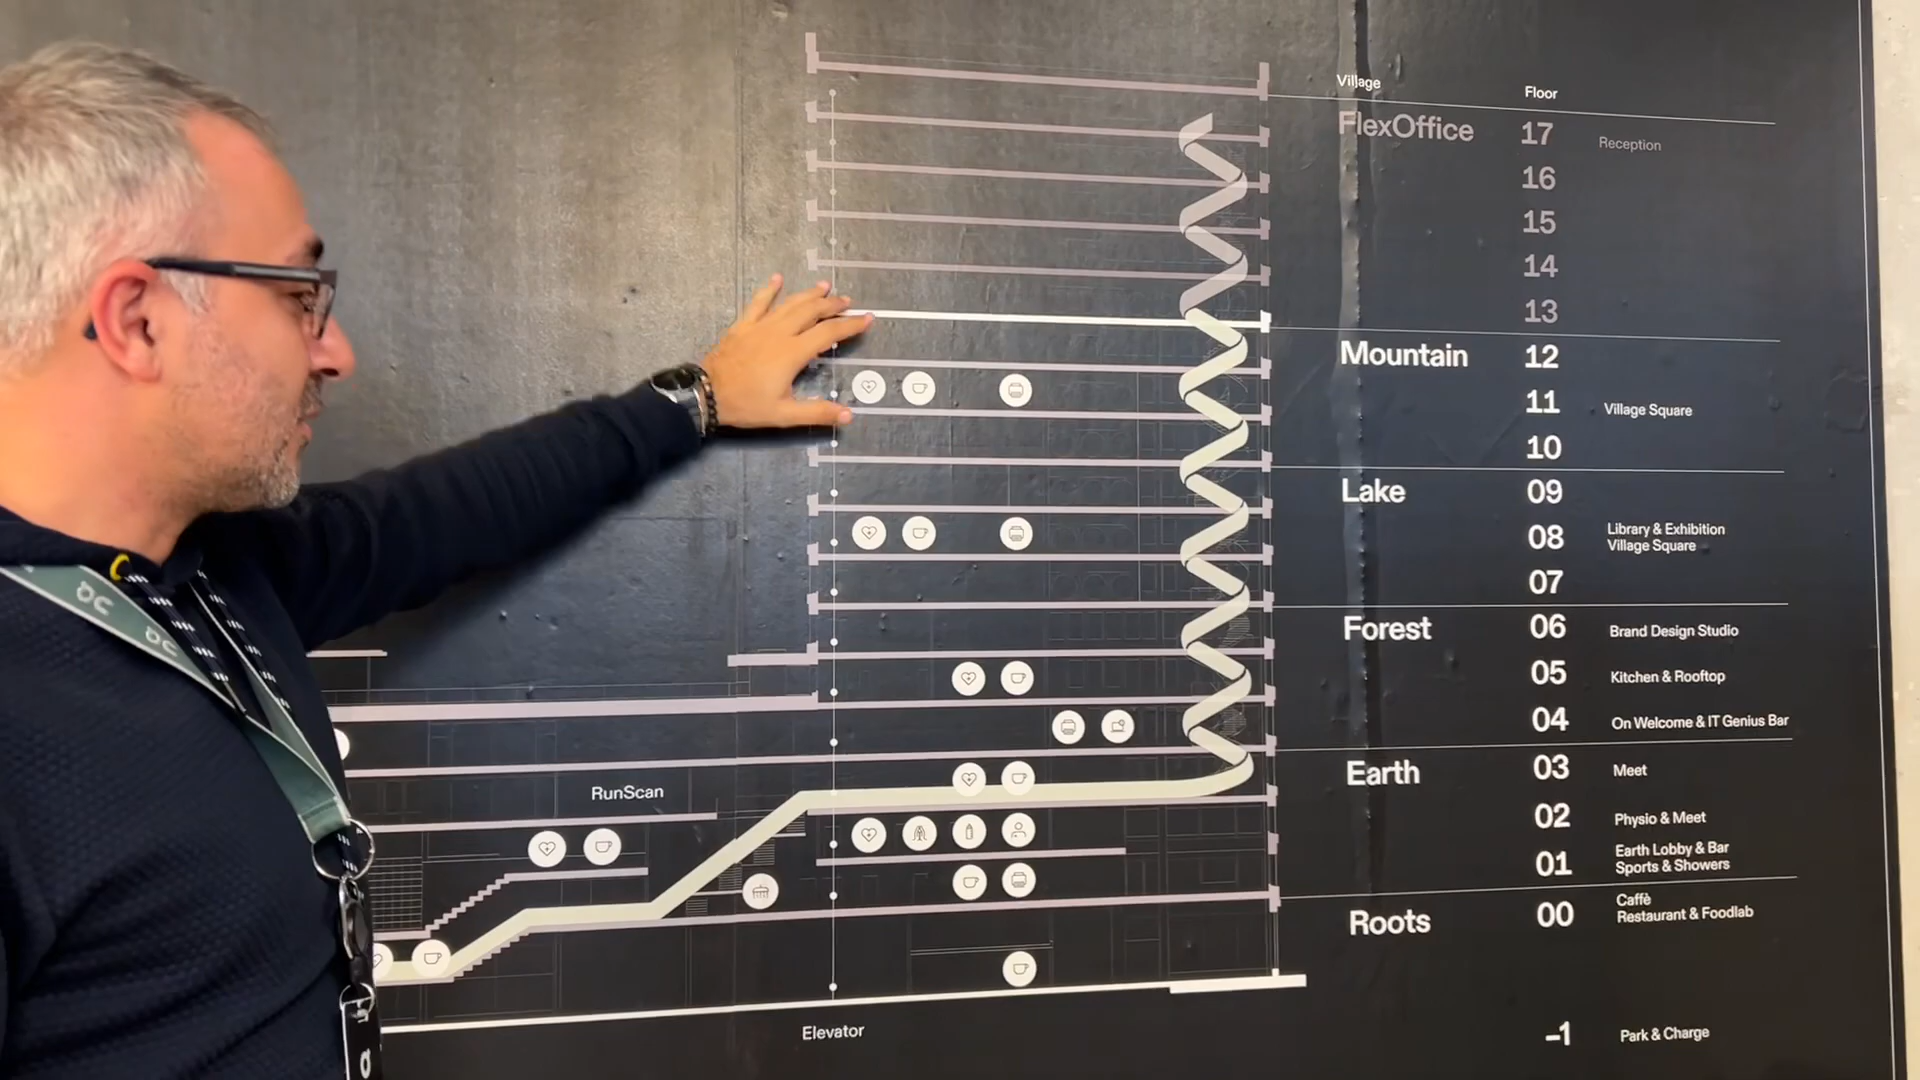 Village Floor
FlexOffice 17 Reception
16
15
14
13
Mountain 12
11 Village Square
10
Lake 09
08 Library & Exhibition
Village Square
07
Forest 06 Brand Design Studio
05 Kitchen & Rooftop
04 On Welcome & IT Genius Bar
Earth 03 Meet
02 Physio & Meet
01 Earth Lobby & Bar
Sports & Showers
Roots 00 Caffè
Restaurant & Foodlab
-1 Park & Charge
RunScan
Elevator